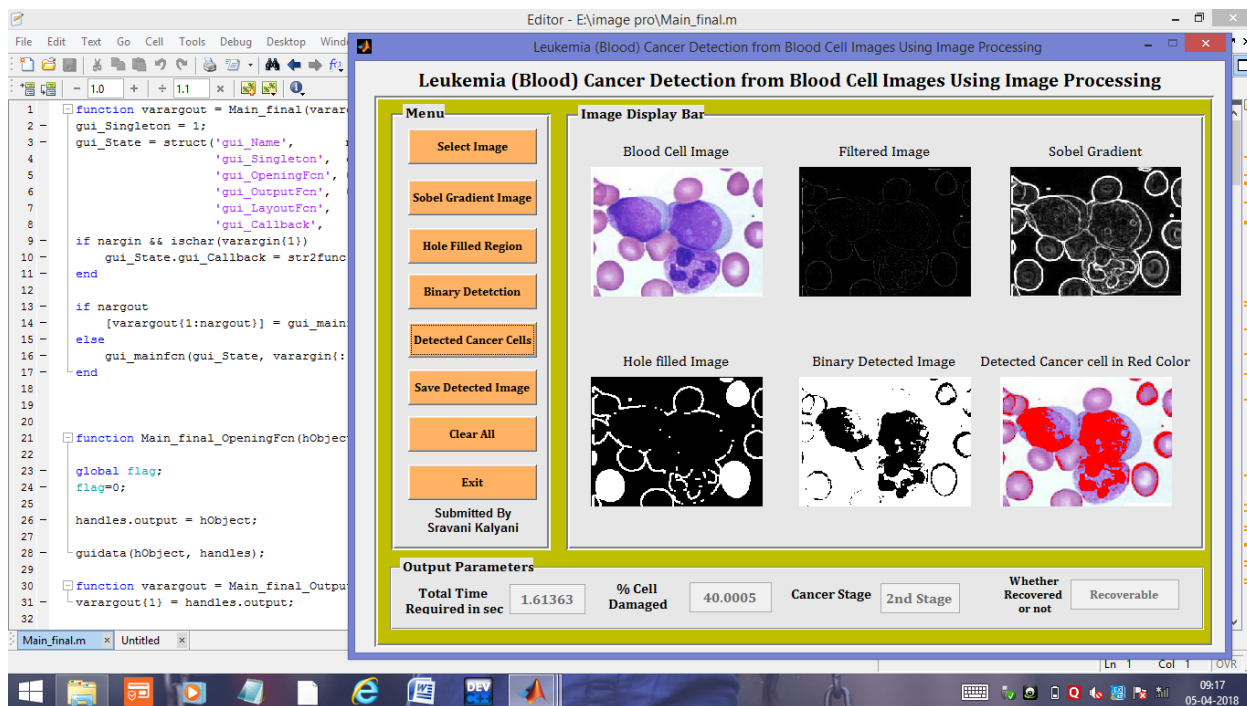 Editor - E:\image pro\Main_final.m
File Edit Text Go Cell Tools Debug Desktop
1.0
1.1
1 function varargout = Main_final(
2 gui_Singleton = 1;
3 gui_State = struct('gui_Name',
4 'gui_Singleton',
5 'gui_OpeningFcn',
6 'gui_OutputFcn',
7 'gui_LayoutFcn',
8 'gui_Callback',
9 if nargin && ischar(varargin{1})
10 gui_State.gui_Callback = str2func
11 end
12
13 if nargout
14 [varargout{1:nargout}] =
15 else
16 gui_mainfcn(gui_State, varargin{:
17 end
18
19
20
21 function Main_final_OpeningFcn(
22
23 global flag;
24 flag=0;
25
26 handles.output = hObject;
27
28 guidata(hObject, handles);
29
30 function varargout =
31 varargout{1} = handles.output;
32
Main_final.m
Untitled
Leukemia (Blood) Cancer Detection from Blood Cell Images Using Image Processing
Leukemia (Blood) Cancer Detection from Blood Cell Images Using Image Processing
Menu
Select Image
Sobel Gradient Image
Hole Filled Region
Binary Detetction
Detected Cancer Cells
Save Detected Image
Clear All
Exit
Submitted By
Sravani Kalyani
Image Display Bar
Blood Cell Image
Filtered Image
Sobel Gradient
Hole filled Image
Binary Detected Image
Detected Cancer cell in Red Color
Output Parameters
Total Time
Required in sec
1.61363
% Cell
Damaged
40.0005
Cancer Stage
2nd Stage
Whether
Recovered
or not
Recoverable
Ln 1 Col 1 OVR
DEV
09:17
05-04-2018